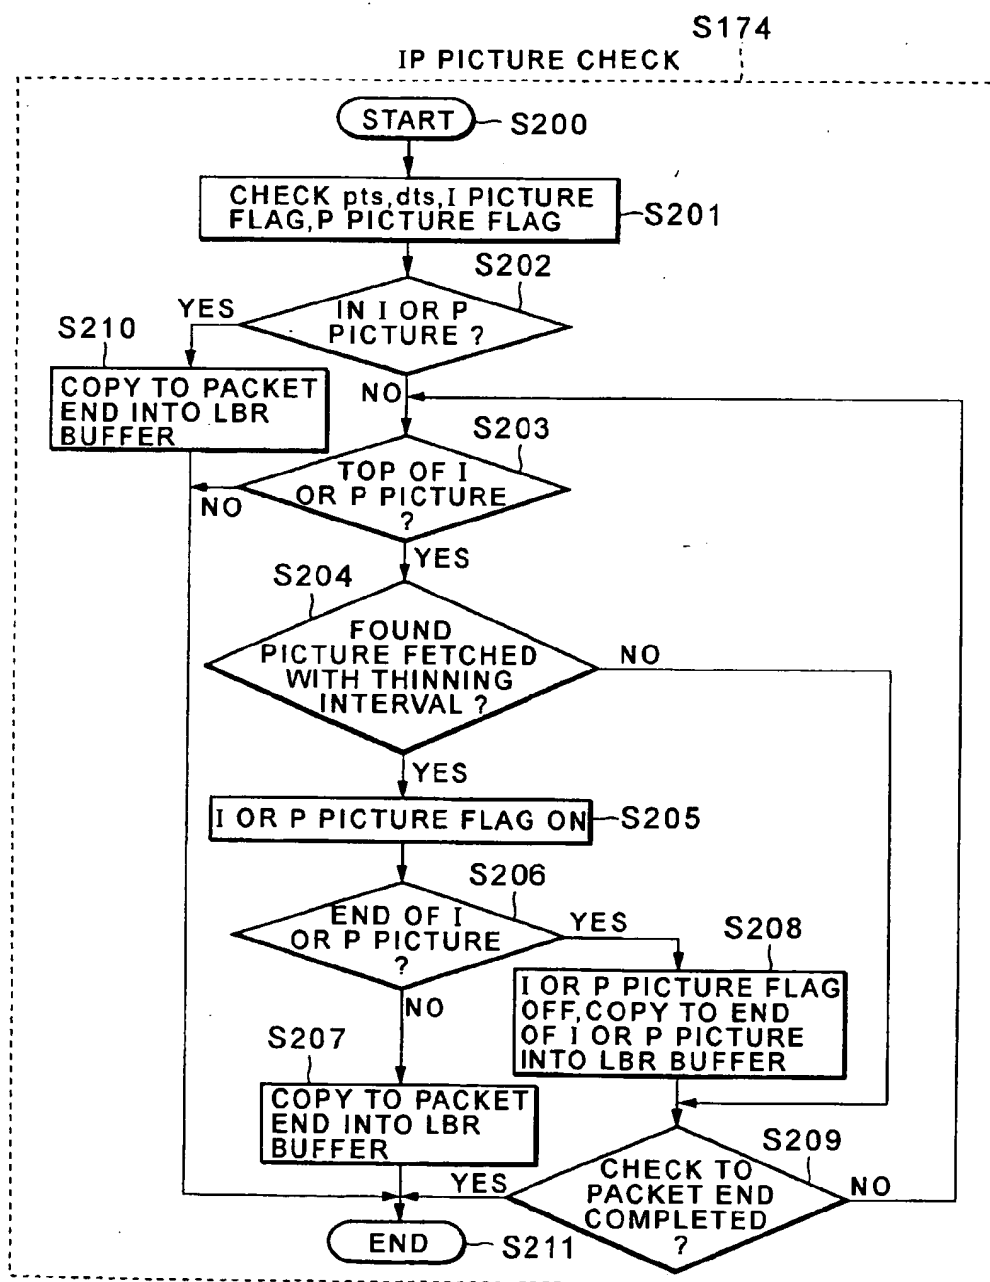 S174
IP PICTURE CHECK
START
S200
CHECK pts,dts,I PICTURE
FLAG,P PICTURE FLAG
S201
S202
IN I OR P
PICTURE ?
YES
NO
S210
COPY TO PACKET
END INTO LBR
BUFFER
S203
TOP OF I
OR P PICTURE
?
NO
YES
S204
FOUND
PICTURE FETCHED
WITH THINNING
INTERVAL ?
NO
YES
I OR P PICTURE FLAG ON
S205
S206
END OF I
OR P PICTURE
?
YES
NO
S208
I OR P PICTURE FLAG
OFF,COPY TO END
OF I OR P PICTURE
INTO LBR BUFFER
S207
COPY TO PACKET
END INTO LBR
BUFFER
S209
CHECK TO
PACKET END
COMPLETED
?
YES
NO
END
S211